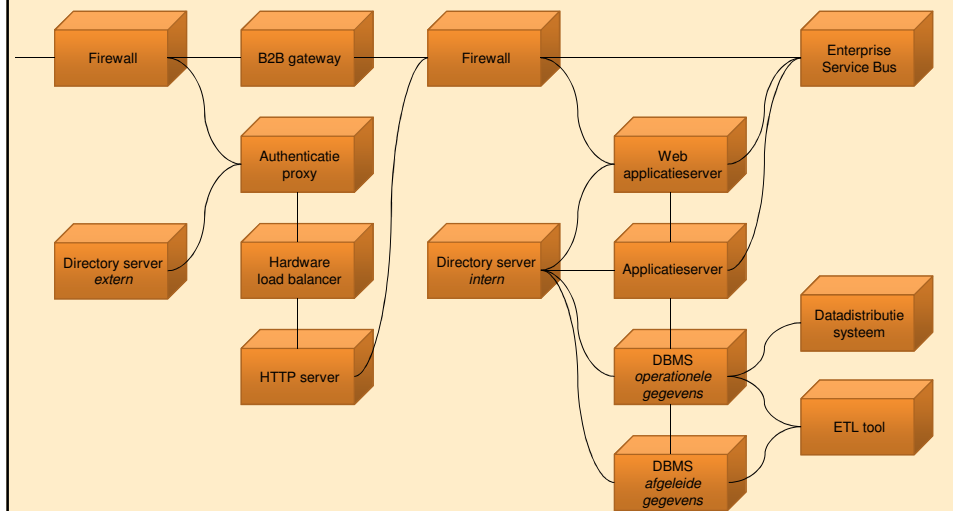 Firewall
B2B gateway
Firewall
Enterprise
Service Bus
Authenticatie
proxy
Web
applicatieserver
Directory server
extern
Hardware
load balancer
Directory server
intern
Applicatieserver
Datadistributie
systeem
HTTP server
DBMS
operationele
gegevens
ETL tool
DBMS
afgeleide
gegevens